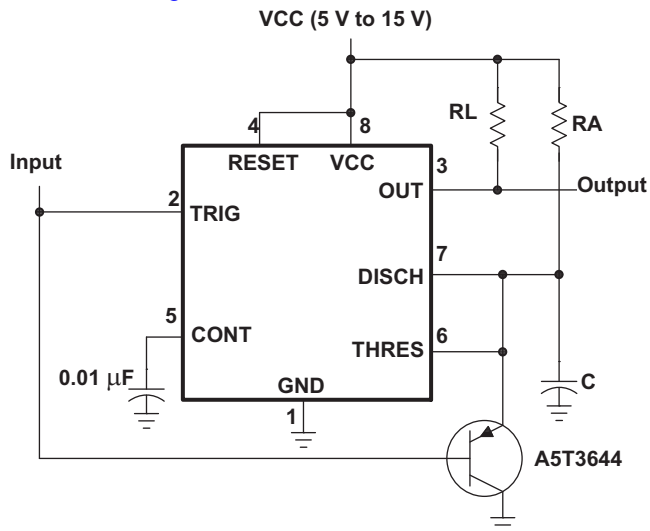 VCC (5 V to 15 V)
4
8
RL
RA
RESET
VCC
3
Input
OUT
Output
2
TRIG
7
DISCH
5
CONT
6
THRES
0.01 μF
GND
C
1
A5T3644